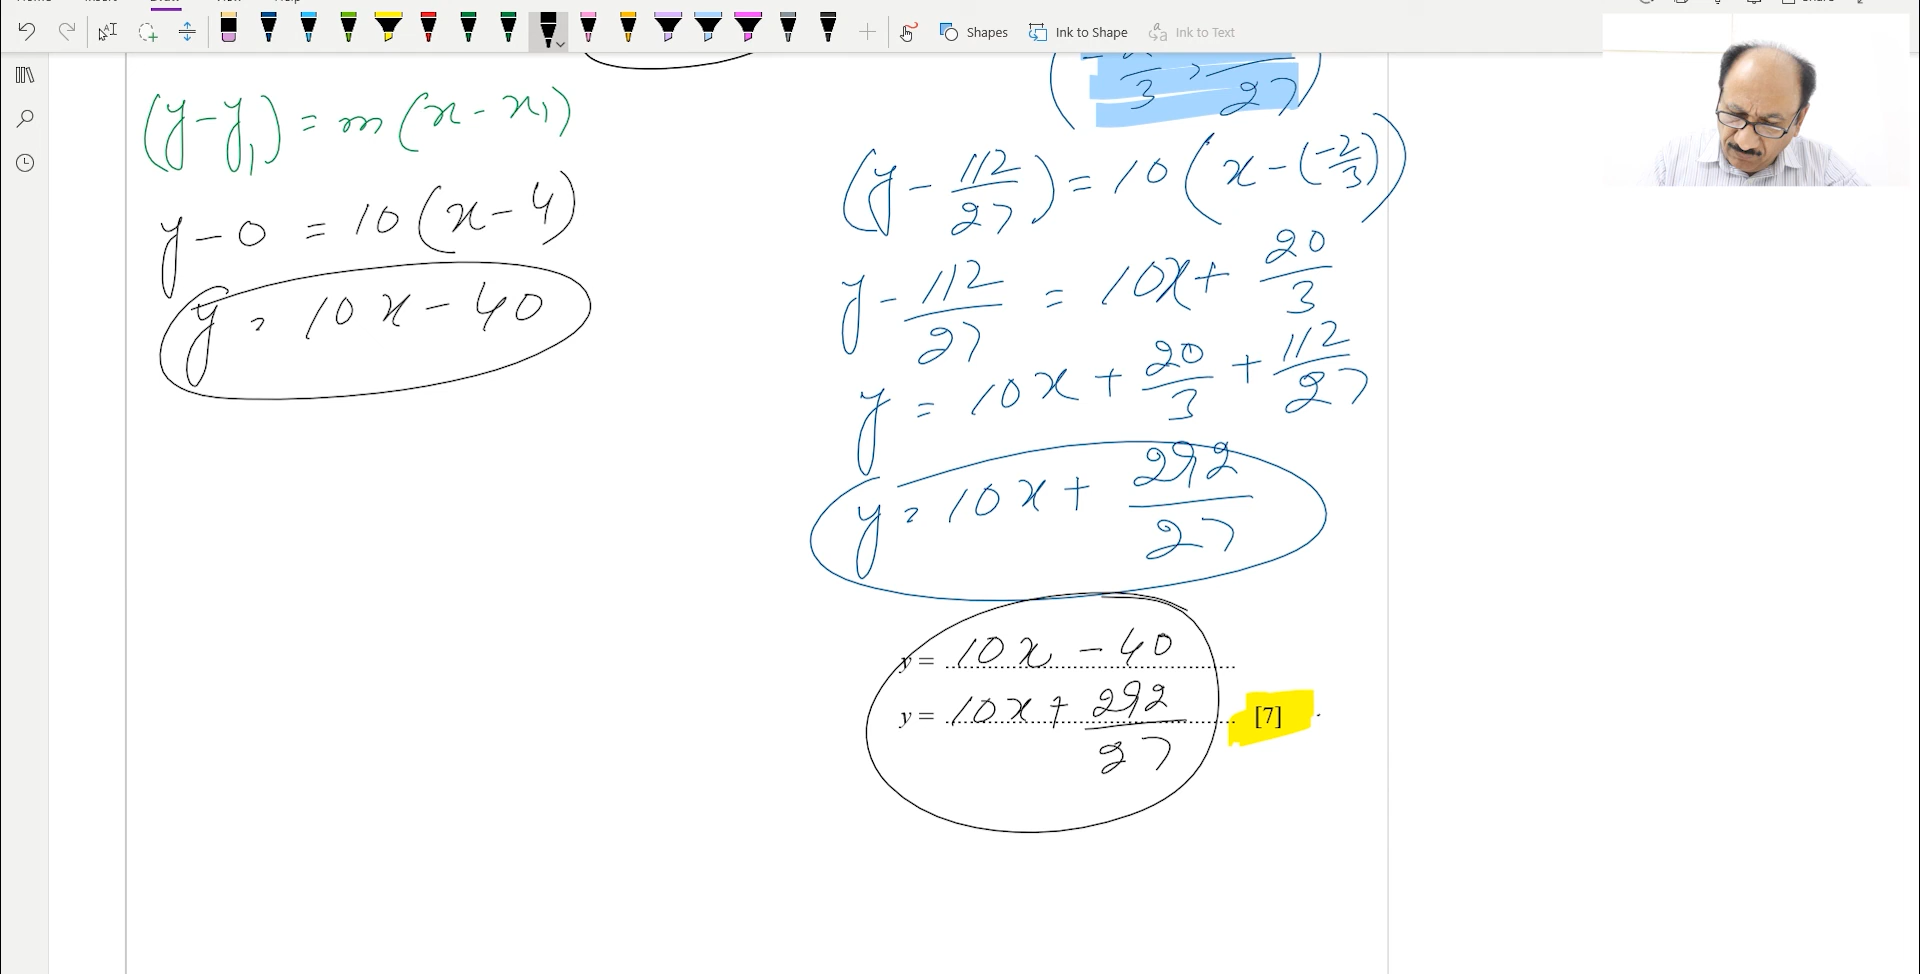 Shapes
Ink to Shape
Ink to Text
3 , 27
(y-y₁) = m(x-x₁)
y-0 = 10(x-4)
y = 10x-40
(y - 112/27) = 10(x-(-2/3))
y - 112/27 = 10x + 20/3
y = 10x + 20/3 + 112/27
y = 10x + 292/27
y = 10x - 40
y = 10x + 292/27 [7]